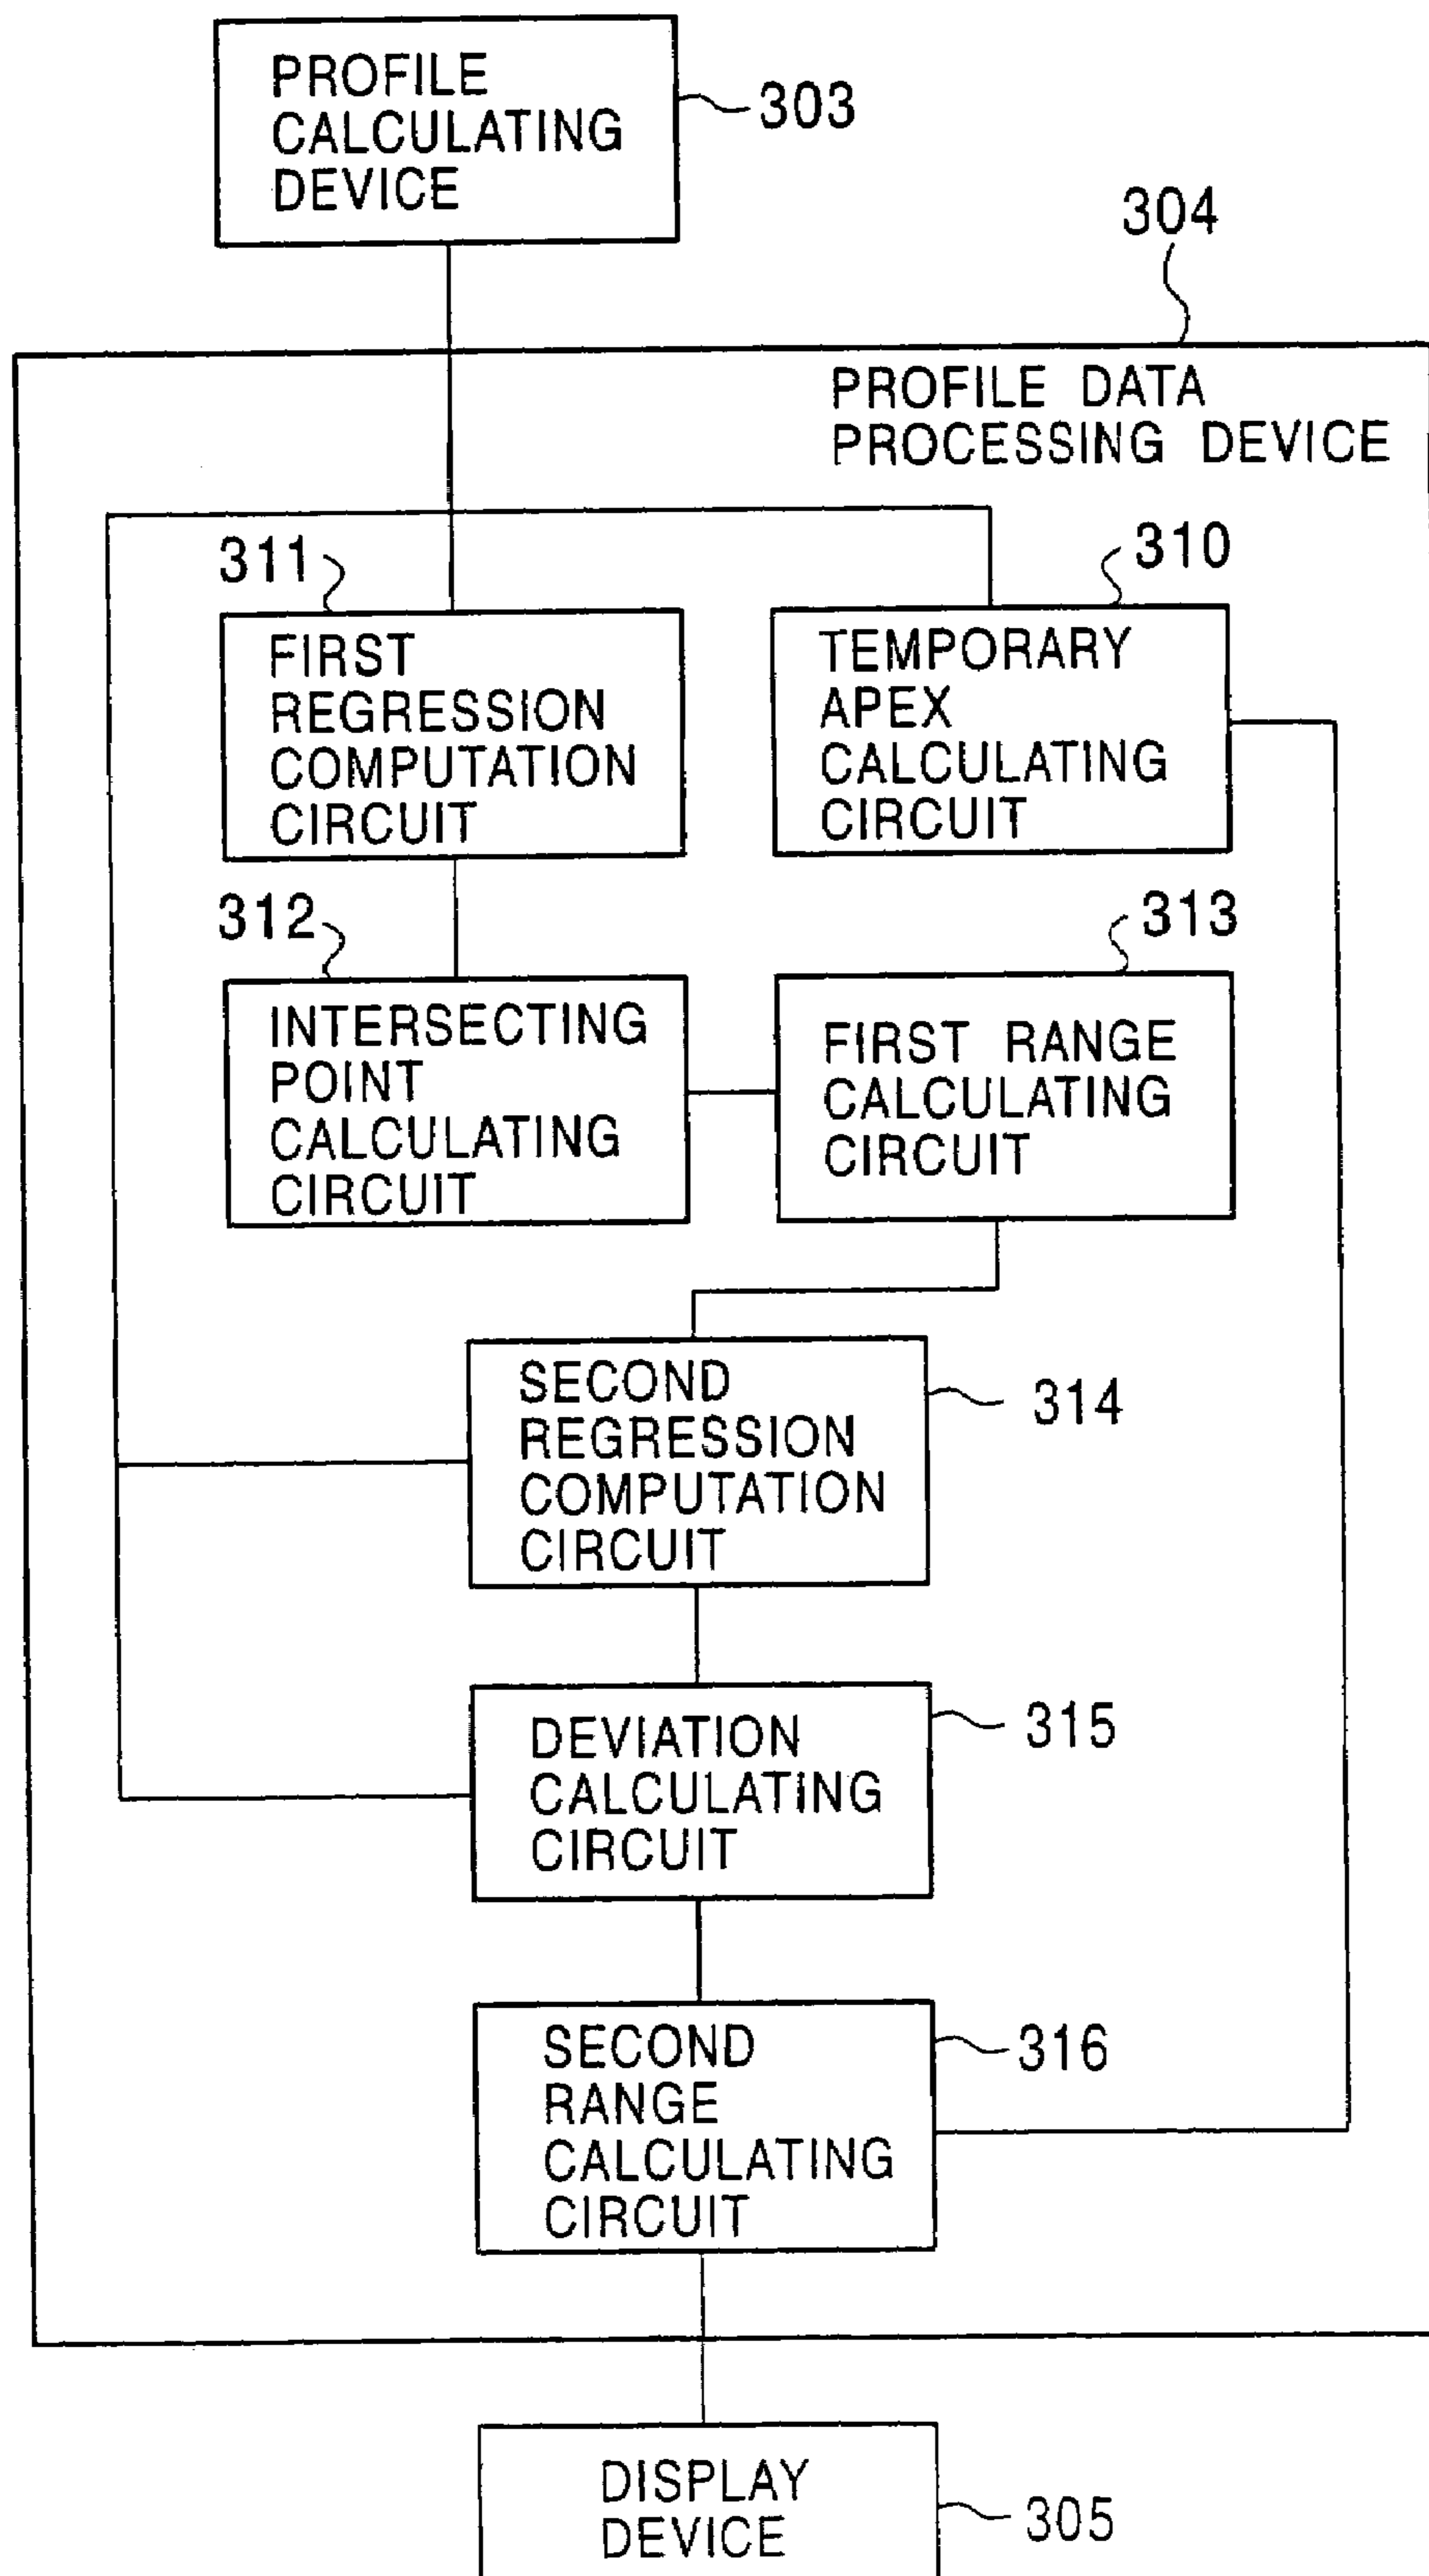 PROFILE
CALCULATING
DEVICE
303
304
PROFILE DATA
PROCESSING DEVICE
311
310
FIRST
REGRESSION
COMPUTATION
CIRCUIT
TEMPORARY
APEX
CALCULATING
CIRCUIT
312
313
INTERSECTING
POINT
CALCULATING
CIRCUIT
FIRST RANGE
CALCULATING
CIRCUIT
SECOND
REGRESSION
COMPUTATION
CIRCUIT
314
DEVIATION
CALCULATING
CIRCUIT
315
SECOND
RANGE
CALCULATING
CIRCUIT
316
DISPLAY
DEVICE
305